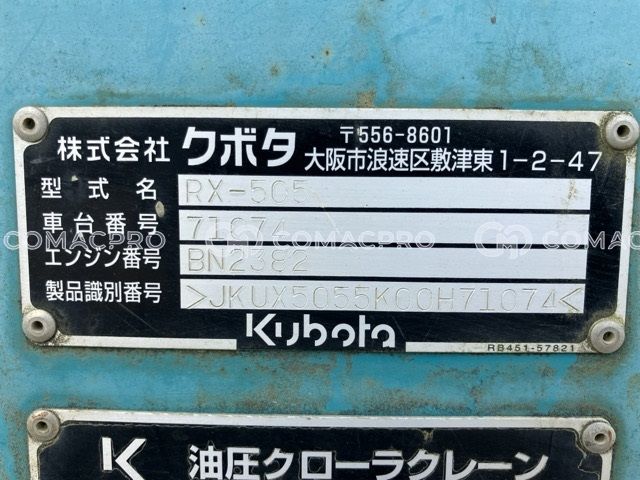 株式会社 クボタ 〒556-8601
大阪市浪速区敷津東1-2-47
型式名 RX-505
車台番号 71074
エンジン番号 BN2382
製品識別番号 >JKUX5055K00H71074<
Kubota
RB451-57821
K 油圧クローラクレーン
COMACPRO COMACPRO COMACPRO